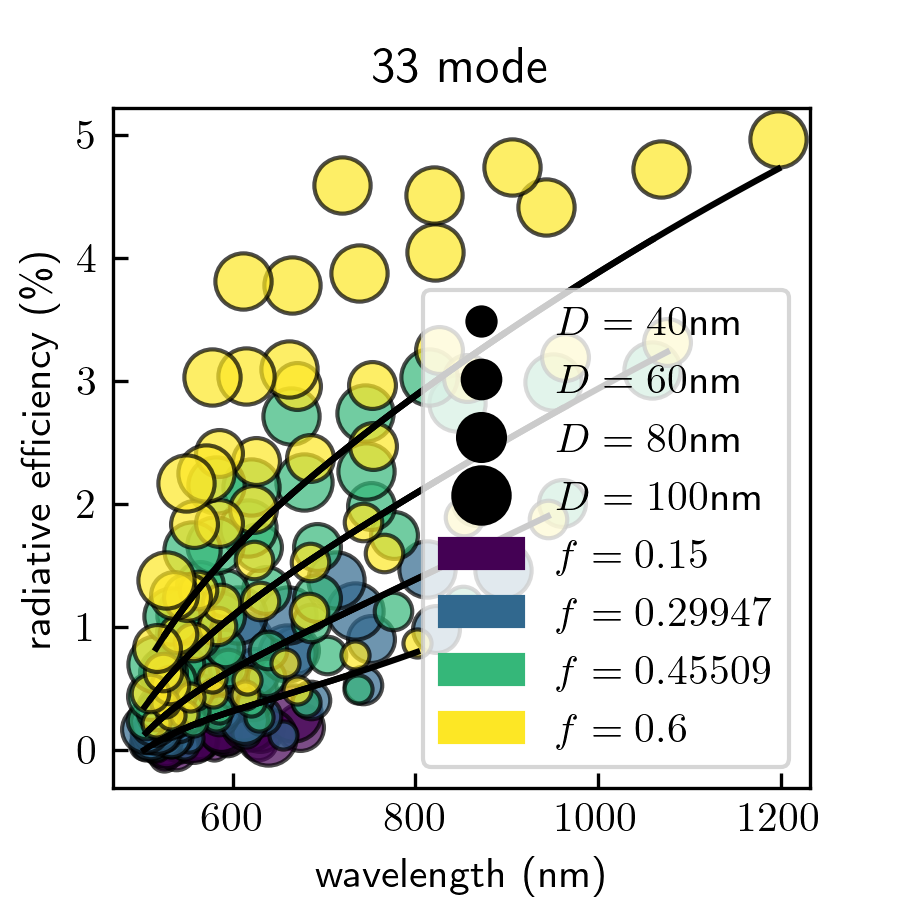 33 mode
radiative efficiency (%)
5
4
3
2
1
0
D = 40nm
D = 60nm
D = 80nm
D = 100nm
f = 0.15
f = 0.29947
f = 0.45509
f = 0.6
600
800
1000
1200
wavelength (nm)